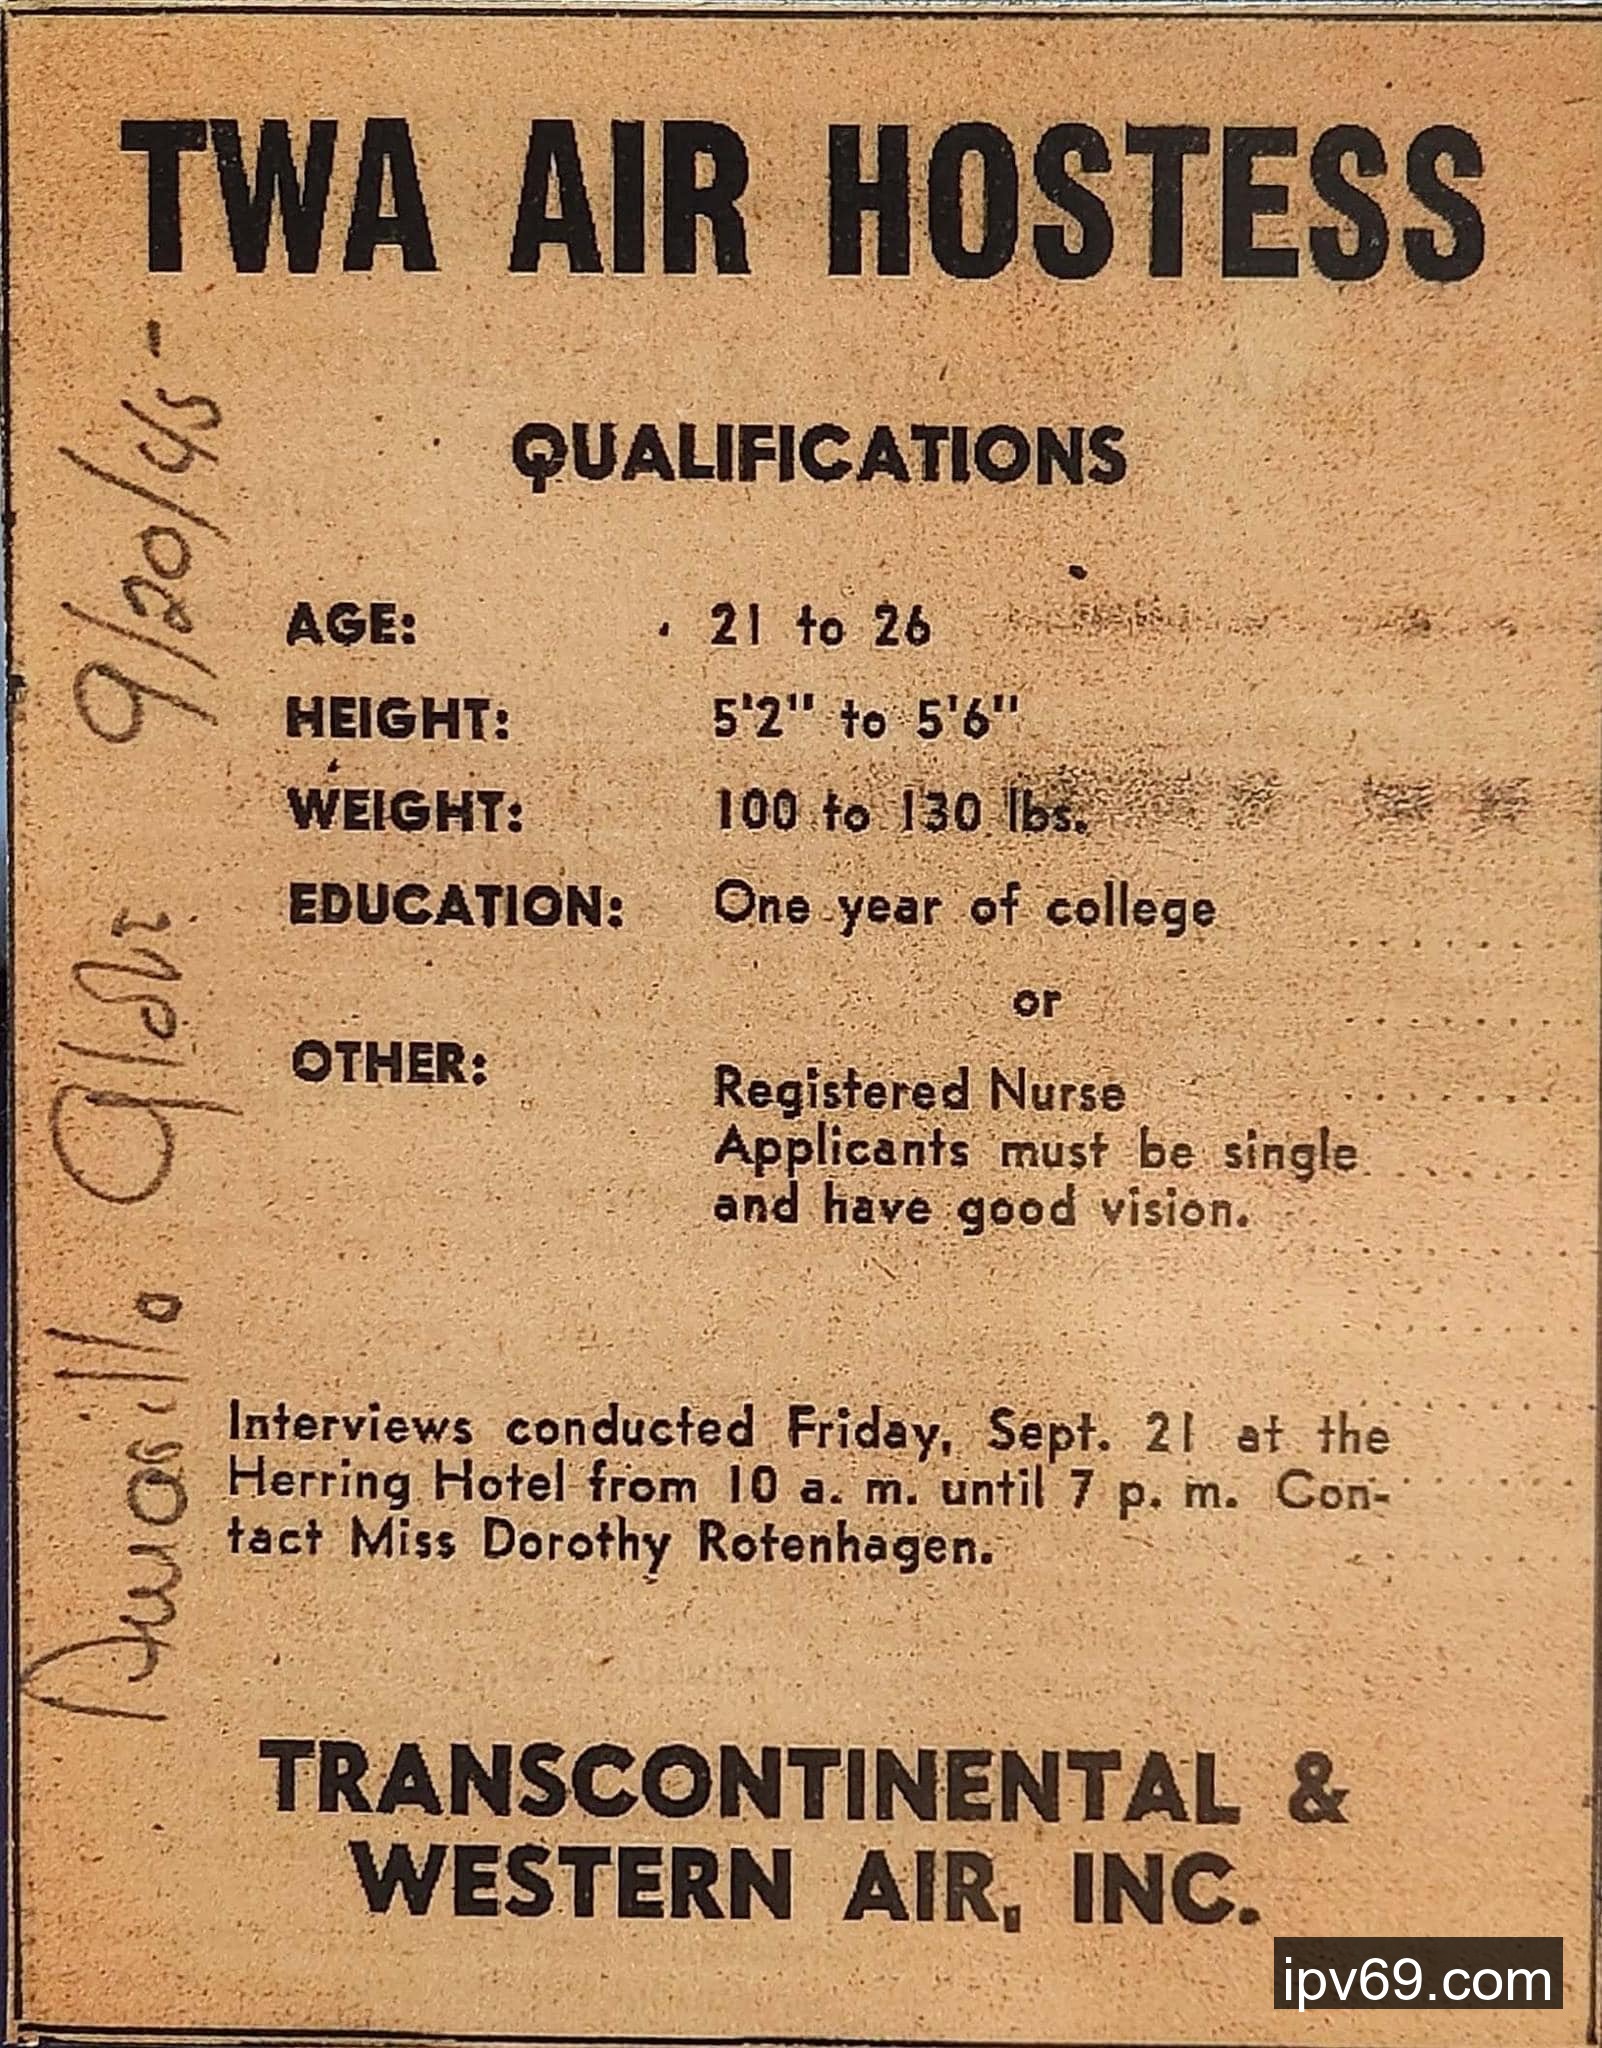 TWA AIR HOSTESS
QUALIFICATIONS
AGE: 21 to 26
HEIGHT: 5'2" to 5'6"
WEIGHT: 100 to 130 lbs.
EDUCATION: One year of college
or
OTHER:
Registered Nurse
Applicants must be single
and have good vision.
Interviews conducted Friday, Sept. 21 at the
Herring Hotel from 10 a. m. until 7 p. m. Con-
tact Miss Dorothy Rotenhagen.
TRANSCONTINENTAL &
WESTERN AIR, INC.
Amarillo Globe 9/20/45-
ipv69.com